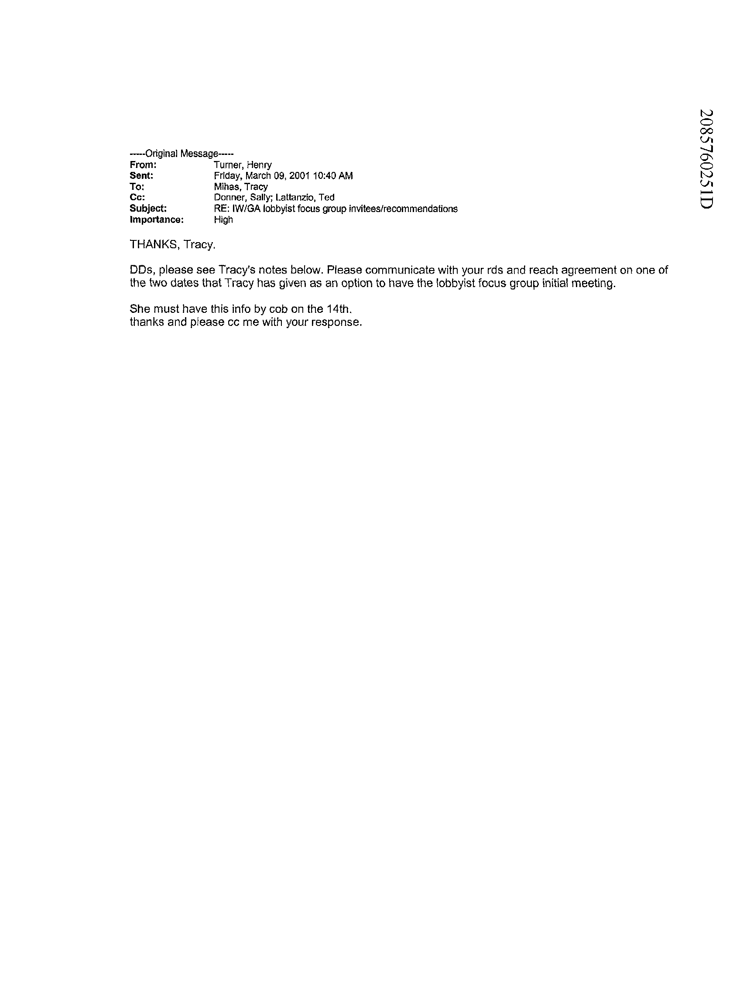 -----Original Message-----
From: Turner, Henry
Sent: Friday, March 09, 2001 10:40 AM
To: Mihas, Tracy
Cc: Donner, Sally; Lattanzio, Ted
Subject: RE: IW/GA lobbyist focus group invitees/recommendations
Importance: High
THANKS, Tracy.
DDs, please see Tracy's notes below. Please communicate with your rds and reach agreement on one of
the two dates that Tracy has given as an option to have the lobbyist focus group initial meeting.
She must have this info by cob on the 14th.
thanks and please cc me with your response.
2085760251D